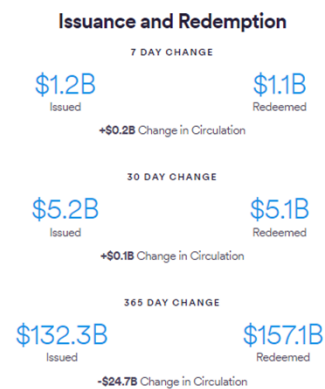 Issuance and Redemption
7 DAY CHANGE
$1.2B $1.1B
Issued Redeemed
+$0.2B Change in Circulation
30 DAY CHANGE
$5.2B $5.1B
Issued Redeemed
+$0.1B Change in Circulation
365 DAY CHANGE
$132.3B $157.1B
Issued Redeemed
-$24.7B Change in Circulation